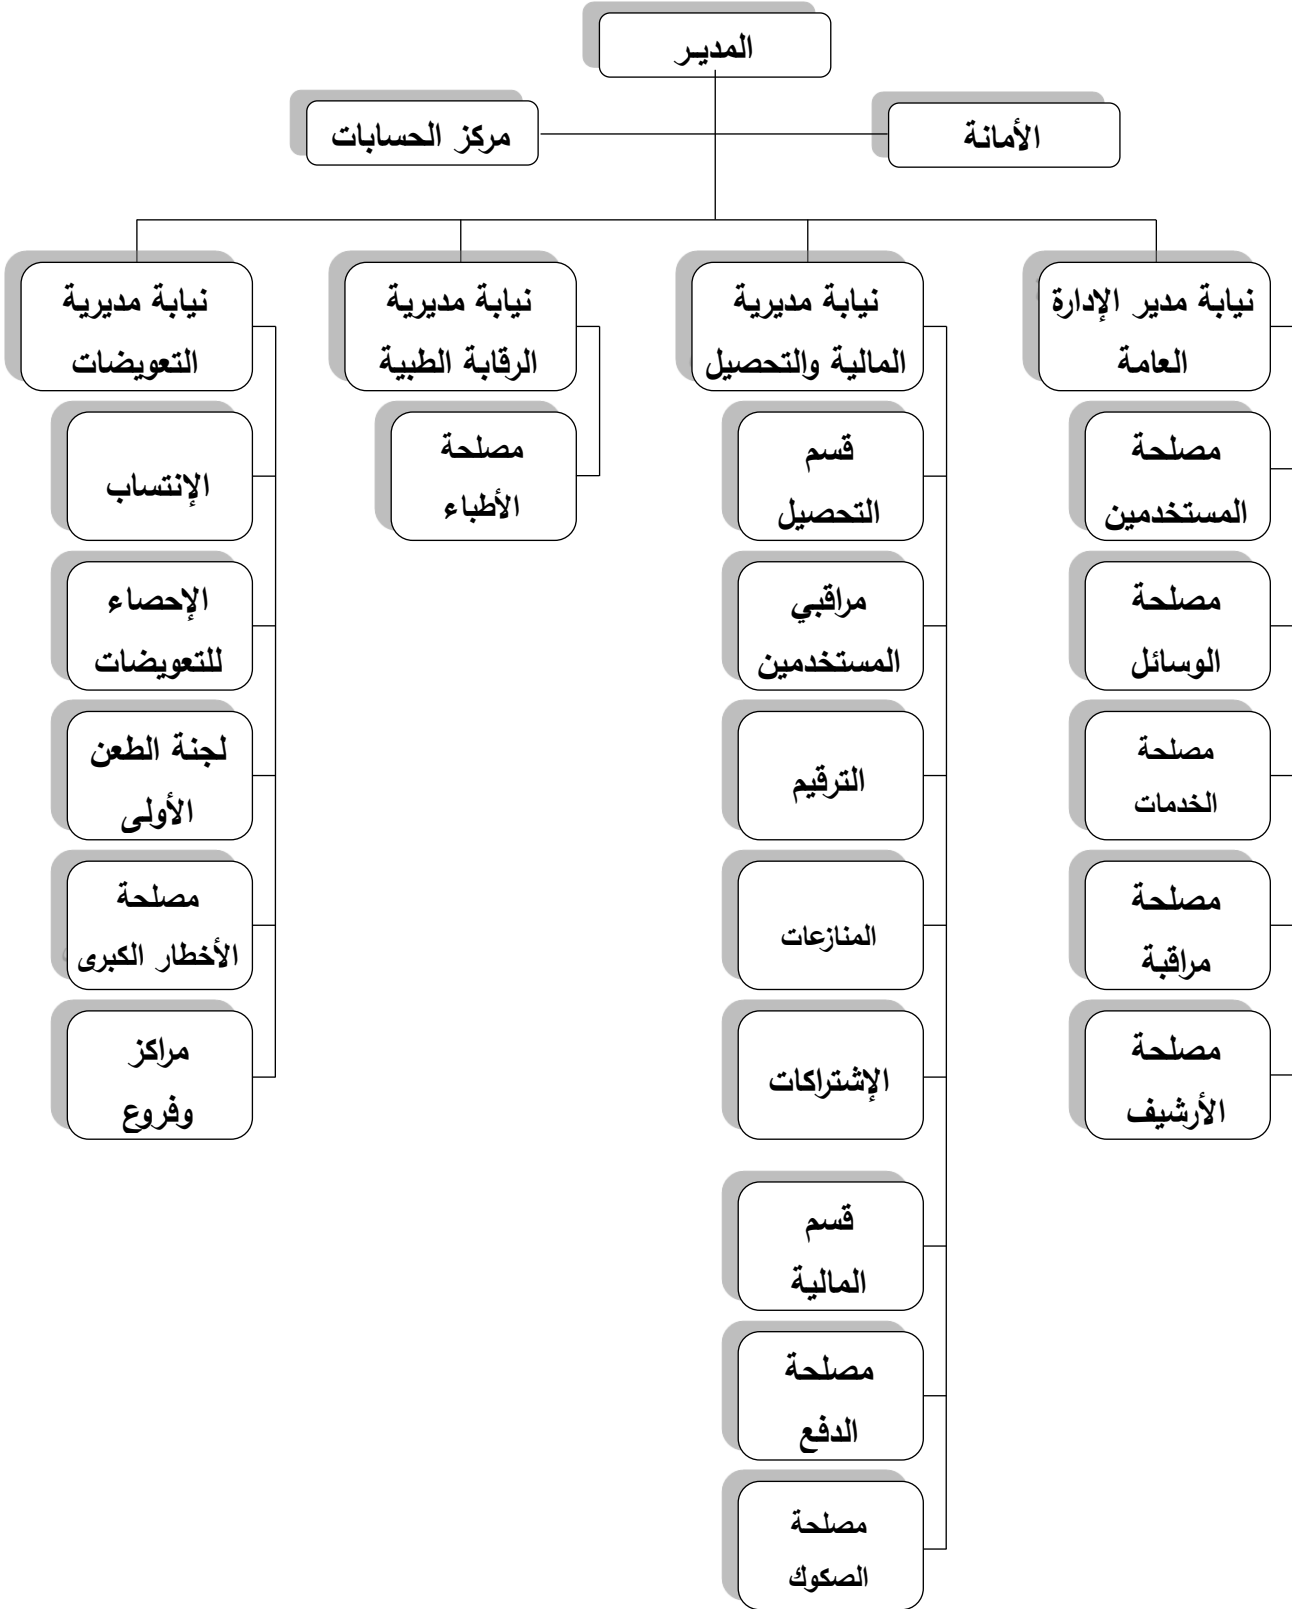 المديـر
الأمانة
مركز الحسابات
نيابة مدير الإدارة
العامة
مصلحة
المستخدمين
مصلحة
الوسائل
مصلحة
الخدمات
مصلحة
مراقبة
مصلحة
الأرشيف
نيابة مديرية
المالية والتحصيل
قسم
التحصيل
مراقبي
المستخدمين
الترقيم
المنازعات
الإشتراكات
قسم
المالية
مصلحة
الدفع
مصلحة
الصكوك
نيابة مديرية
الرقابة الطبية
مصلحة
الأطباء
نيابة مديرية
التعويضات
الإنتساب
الإحصاء
للتعويضات
لجنة الطعن
الأولى
مصلحة
الأخطار الكبرى
مراكز
وفروع